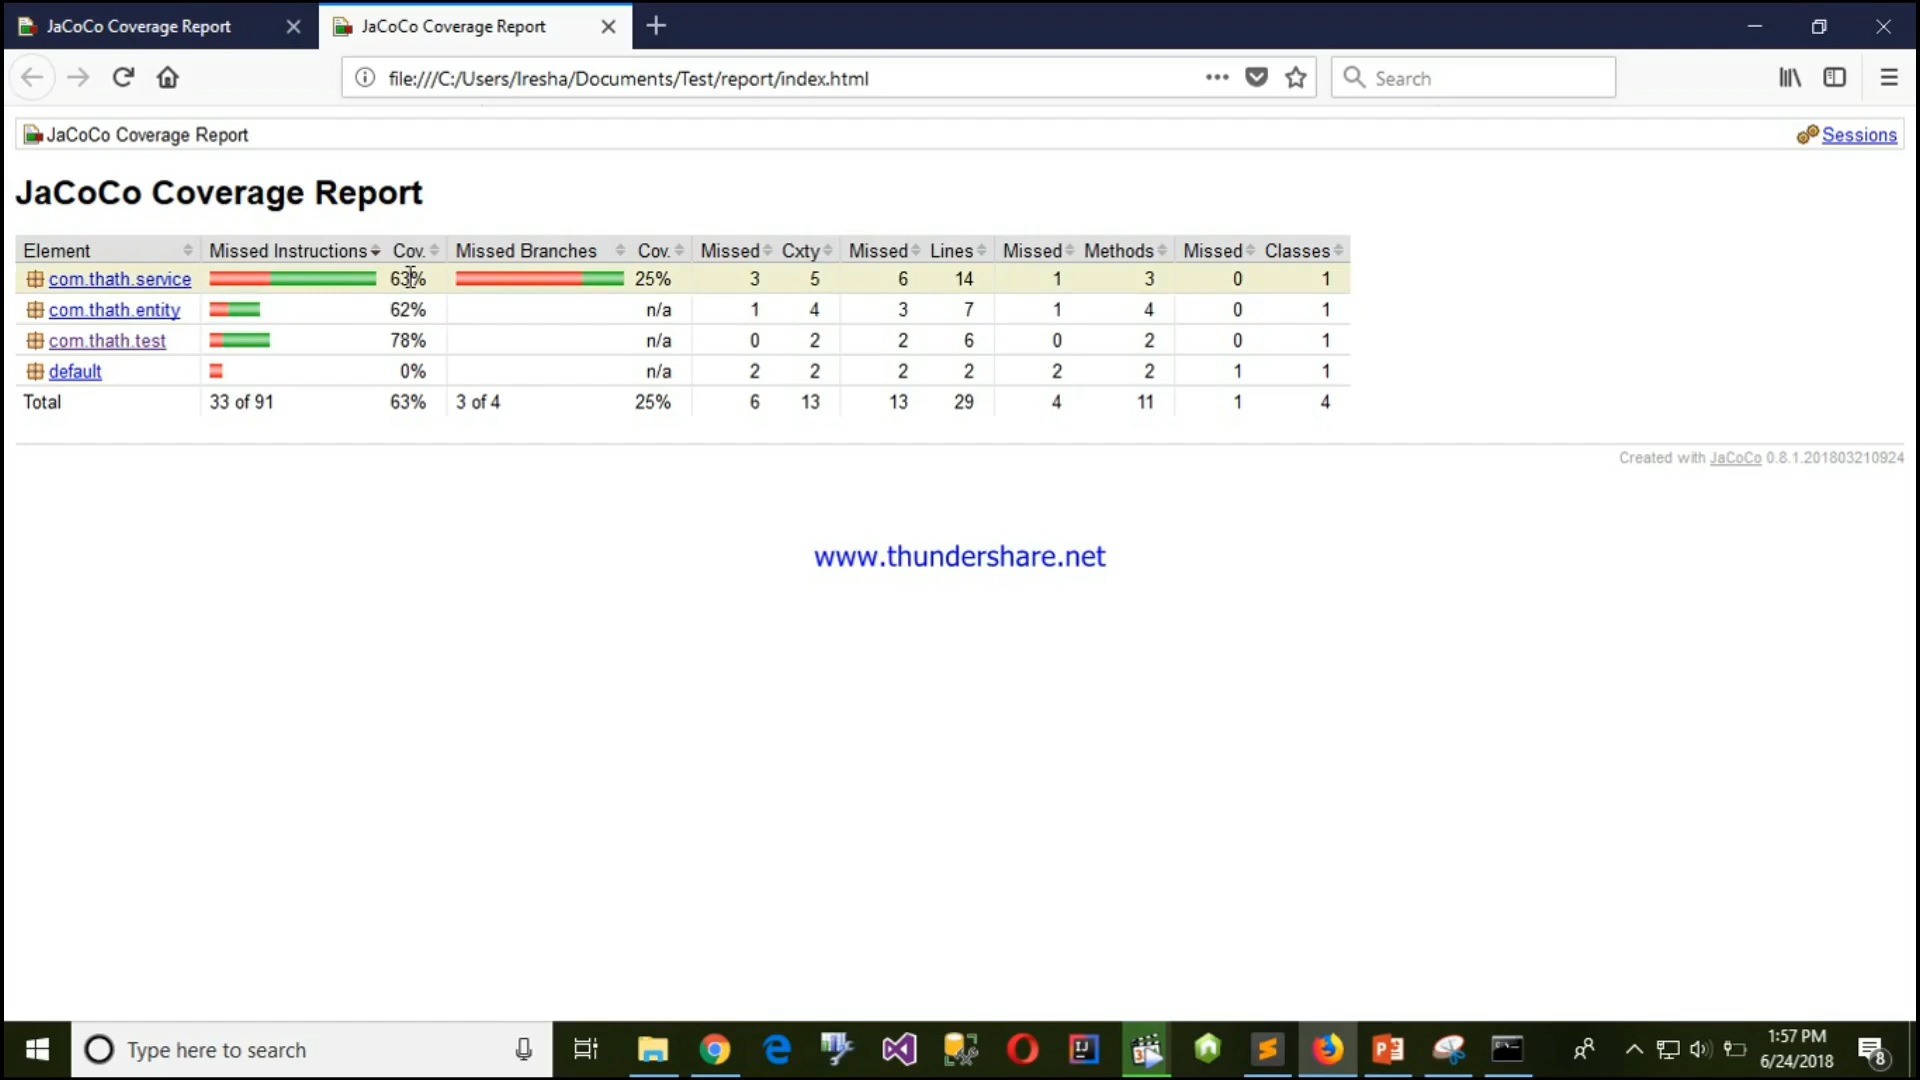 JaCoCo Coverage Report JaCoCo Coverage Report
file:///C:/Users/Iresha/Documents/Test/report/index.html Search
JaCoCo Coverage Report Sessions
JaCoCo Coverage Report
Element Missed Instructions Cov. Missed Branches Cov. Missed Cxty Missed Lines Missed Methods Missed Classes
com.thath.service 63% 25% 3 5 6 14 1 3 0 1
com.thath.entity 62% n/a 1 4 3 7 1 4 0 1
com.thath.test 78% n/a 0 2 2 6 0 2 0 1
default 0% n/a 2 2 2 2 2 2 1 1
Total 33 of 91 63% 3 of 4 25% 6 13 13 29 4 11 1 4
Created with JaCoCo 0.8.1.201803210924
www.thundershare.net
Type here to search 1:57 PM
6/24/2018 8